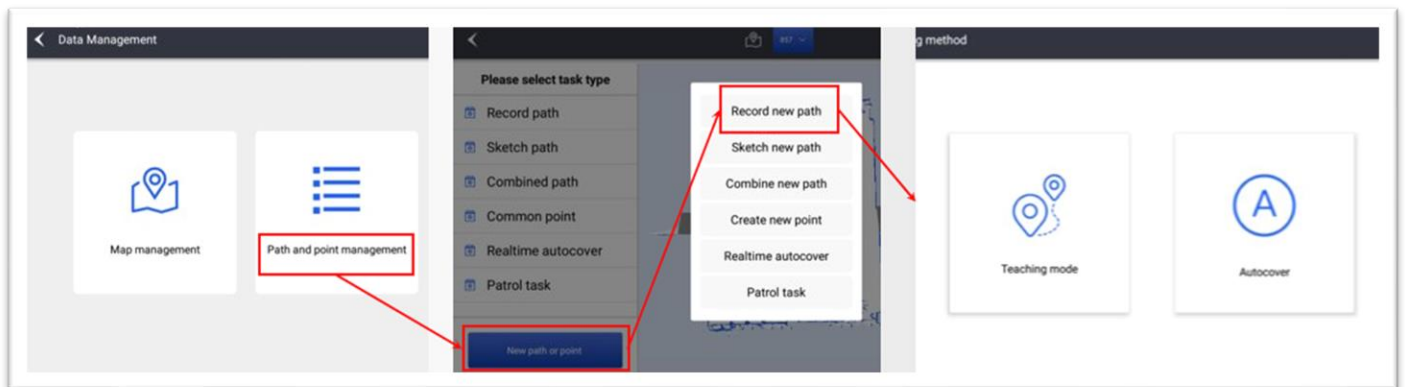 Data Management
Map management
Path and point management
857
Please select task type
Record path
Sketch path
Combined path
Common point
Realtime autocover
Patrol task
New path or point
Record new path
Sketch new path
Combine new path
Create new point
Realtime autocover
Patrol task
g method
Teaching mode
A
Autocover